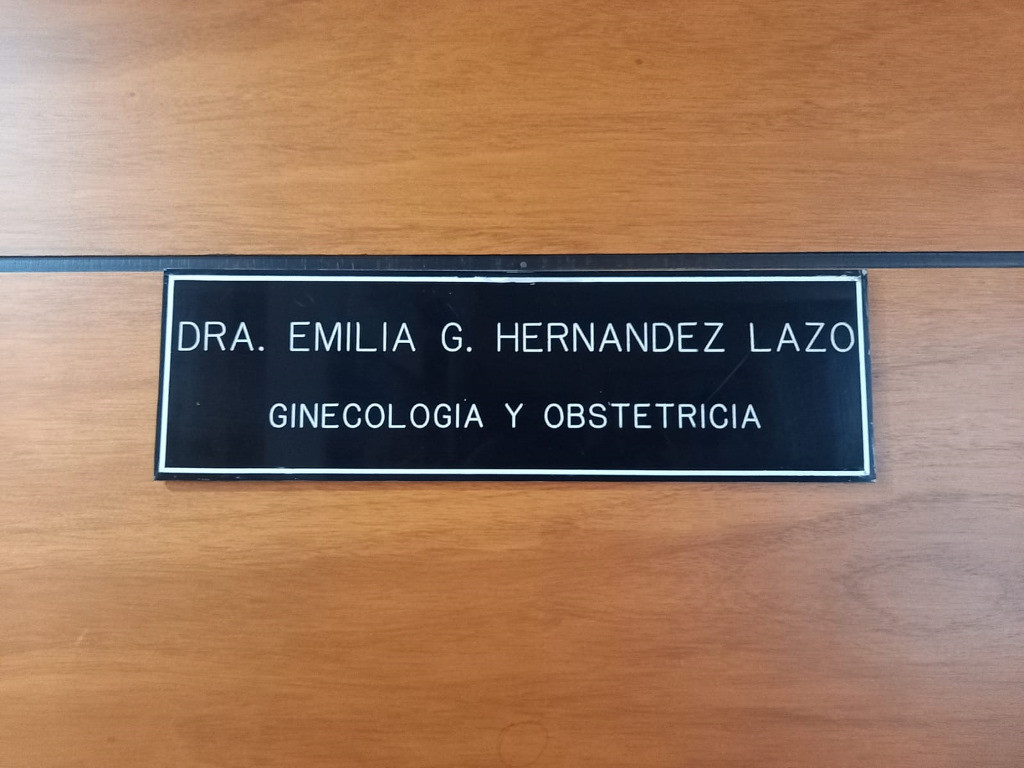 DRA. EMILIA G. HERNANDEZ LAZO
GINECOLOGIA Y OBSTETRICIA